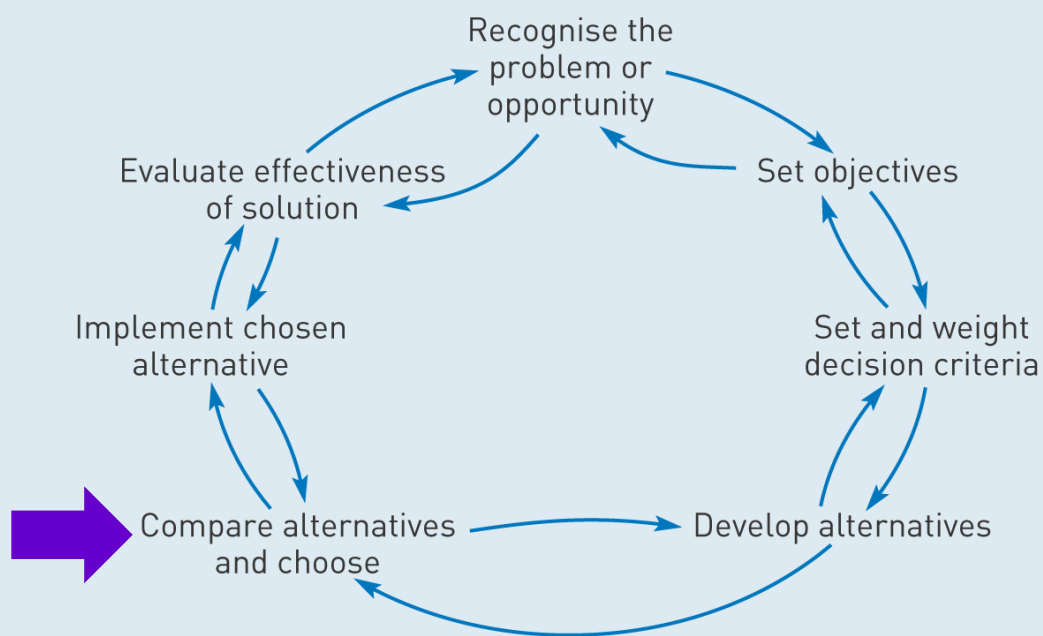 Recognise the
problem or
opportunity
Set objectives
Set and weight
decision criteria
Develop alternatives
Compare alternatives
and choose
Implement chosen
alternative
Evaluate effectiveness
of solution